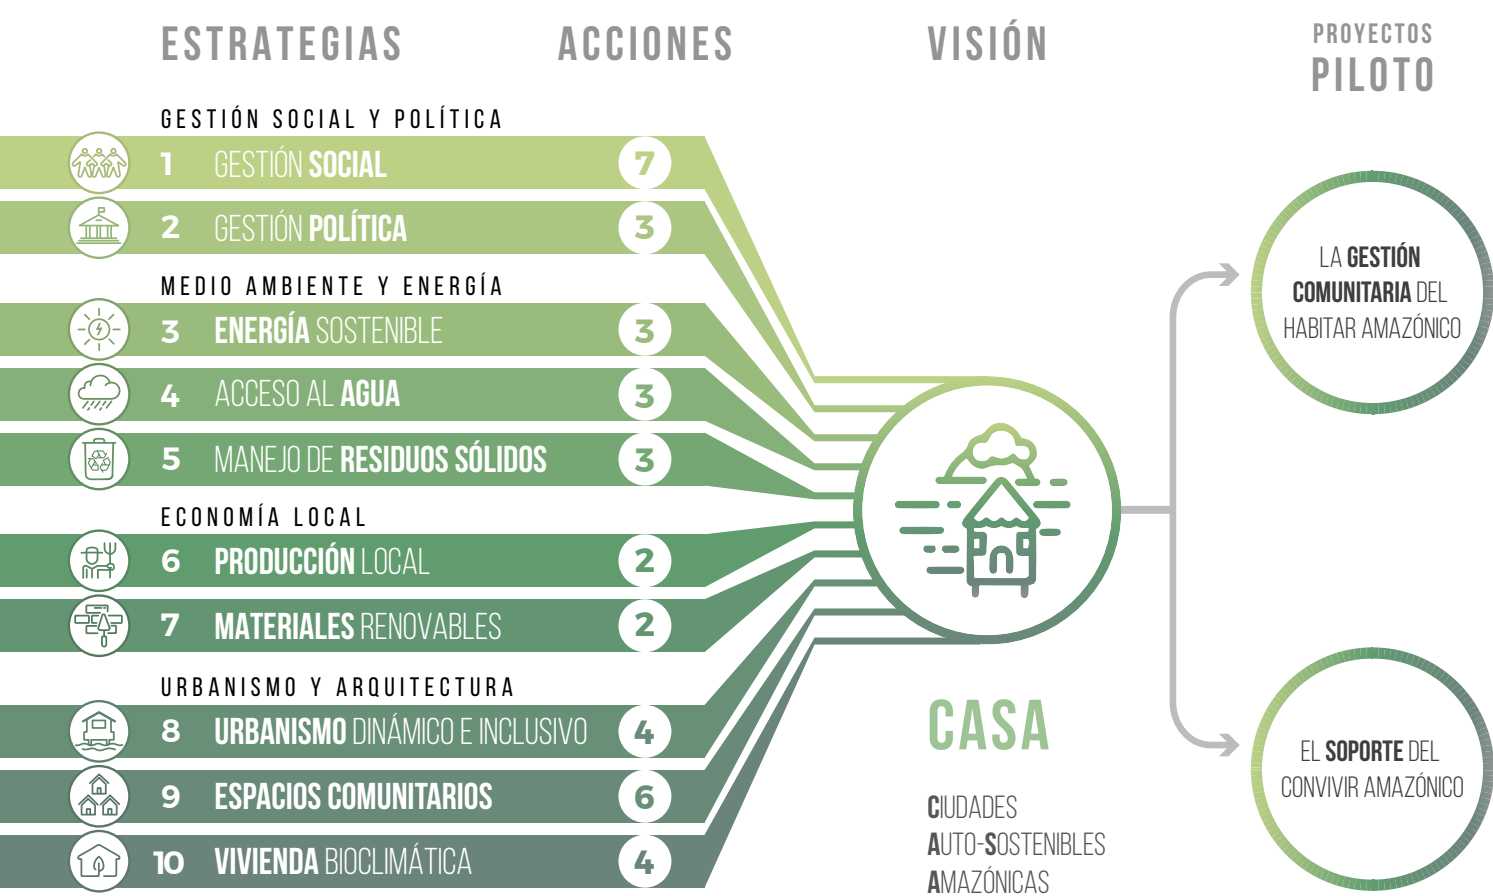 ESTRATEGIAS ACCIONES VISIÓN PROYECTOS
PILOTO
GESTIÓN SOCIAL Y POLÍTICA
1 GESTIÓN SOCIAL 7
2 GESTIÓN POLÍTICA 3
MEDIO AMBIENTE Y ENERGÍA
3 ENERGÍA SOSTENIBLE 3
4 ACCESO AL AGUA 3
5 MANEJO DE RESIDUOS SÓLIDOS 3
ECONOMÍA LOCAL
6 PRODUCCIÓN LOCAL 2
7 MATERIALES RENOVABLES 2
URBANISMO Y ARQUITECTURA
8 URBANISMO DINÁMICO E INCLUSIVO 4
9 ESPACIOS COMUNITARIOS 6
10 VIVIENDA BIOCLIMÁTICA 4
CASA
CIUDADES
AUTO-SOSTENIBLES
AMAZÓNICAS
LA GESTIÓN
COMUNITARIA DEL
HABITAR AMAZÓNICO
EL SOPORTE DEL
CONVIVIR AMAZÓNICO